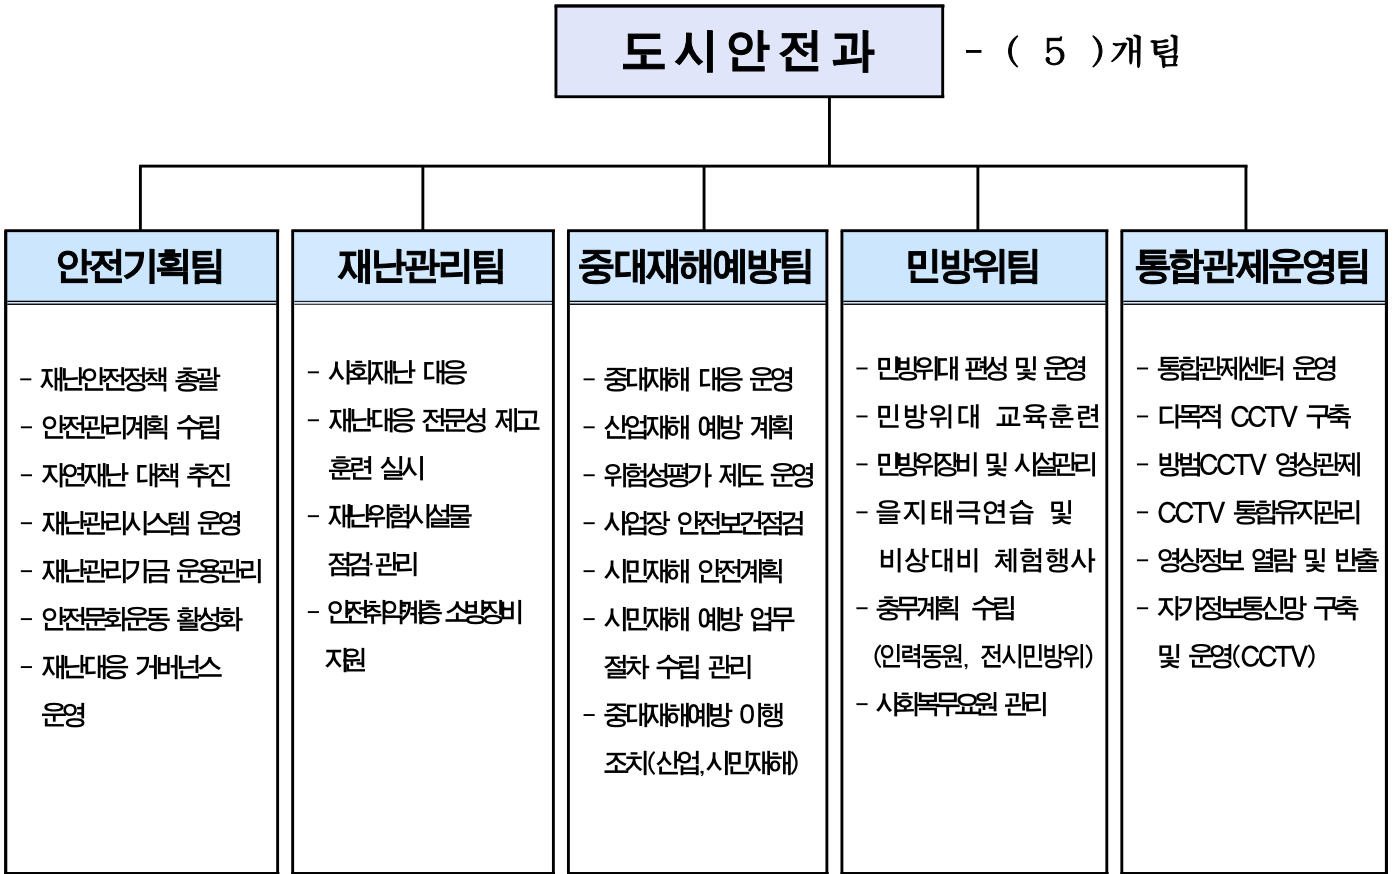 도시안전과 - ( 5 )개팀
안전기획팀
- 재난안전정책 총괄
- 안전관리계획 수립
- 자연재난 대책 추진
- 재난관리시스템 운영
- 재난관리기금 운용관리
- 안전문화운동 활성화
- 재난대응 거버넌스
운영
재난관리팀
- 사회재난 대응
- 재난대응 전문성 제고
훈련 실시
- 재난위험시설물
점검 관리
- 안전취약계층 소방장비
지원
중대재해예방팀
- 중대재해 대응 운영
- 산업재해 예방 계획
- 위험성평가 제도 운영
- 사업장 안전보건점검
- 시민재해 안전계획
- 시민재해 예방 업무
절차 수립 관리
- 중대재해예방 이행
조치(산업,시민재해)
민방위팀
- 민방위대 편성 및 운영
- 민방위대 교육훈련
- 민방위장비 및 시설관리
- 을지태극연습 및
비상대비 체험행사
- 충무계획 수립
(인력동원, 전시민방위)
- 사회복무요원 관리
통합관제운영팀
- 통합관제센터 운영
- 다목적 CCTV 구축
- 방범CCTV 영상관제
- CCTV 통합유지관리
- 영상정보 열람 및 반출
- 자가정보통신망 구축
및 운영(CCTV)